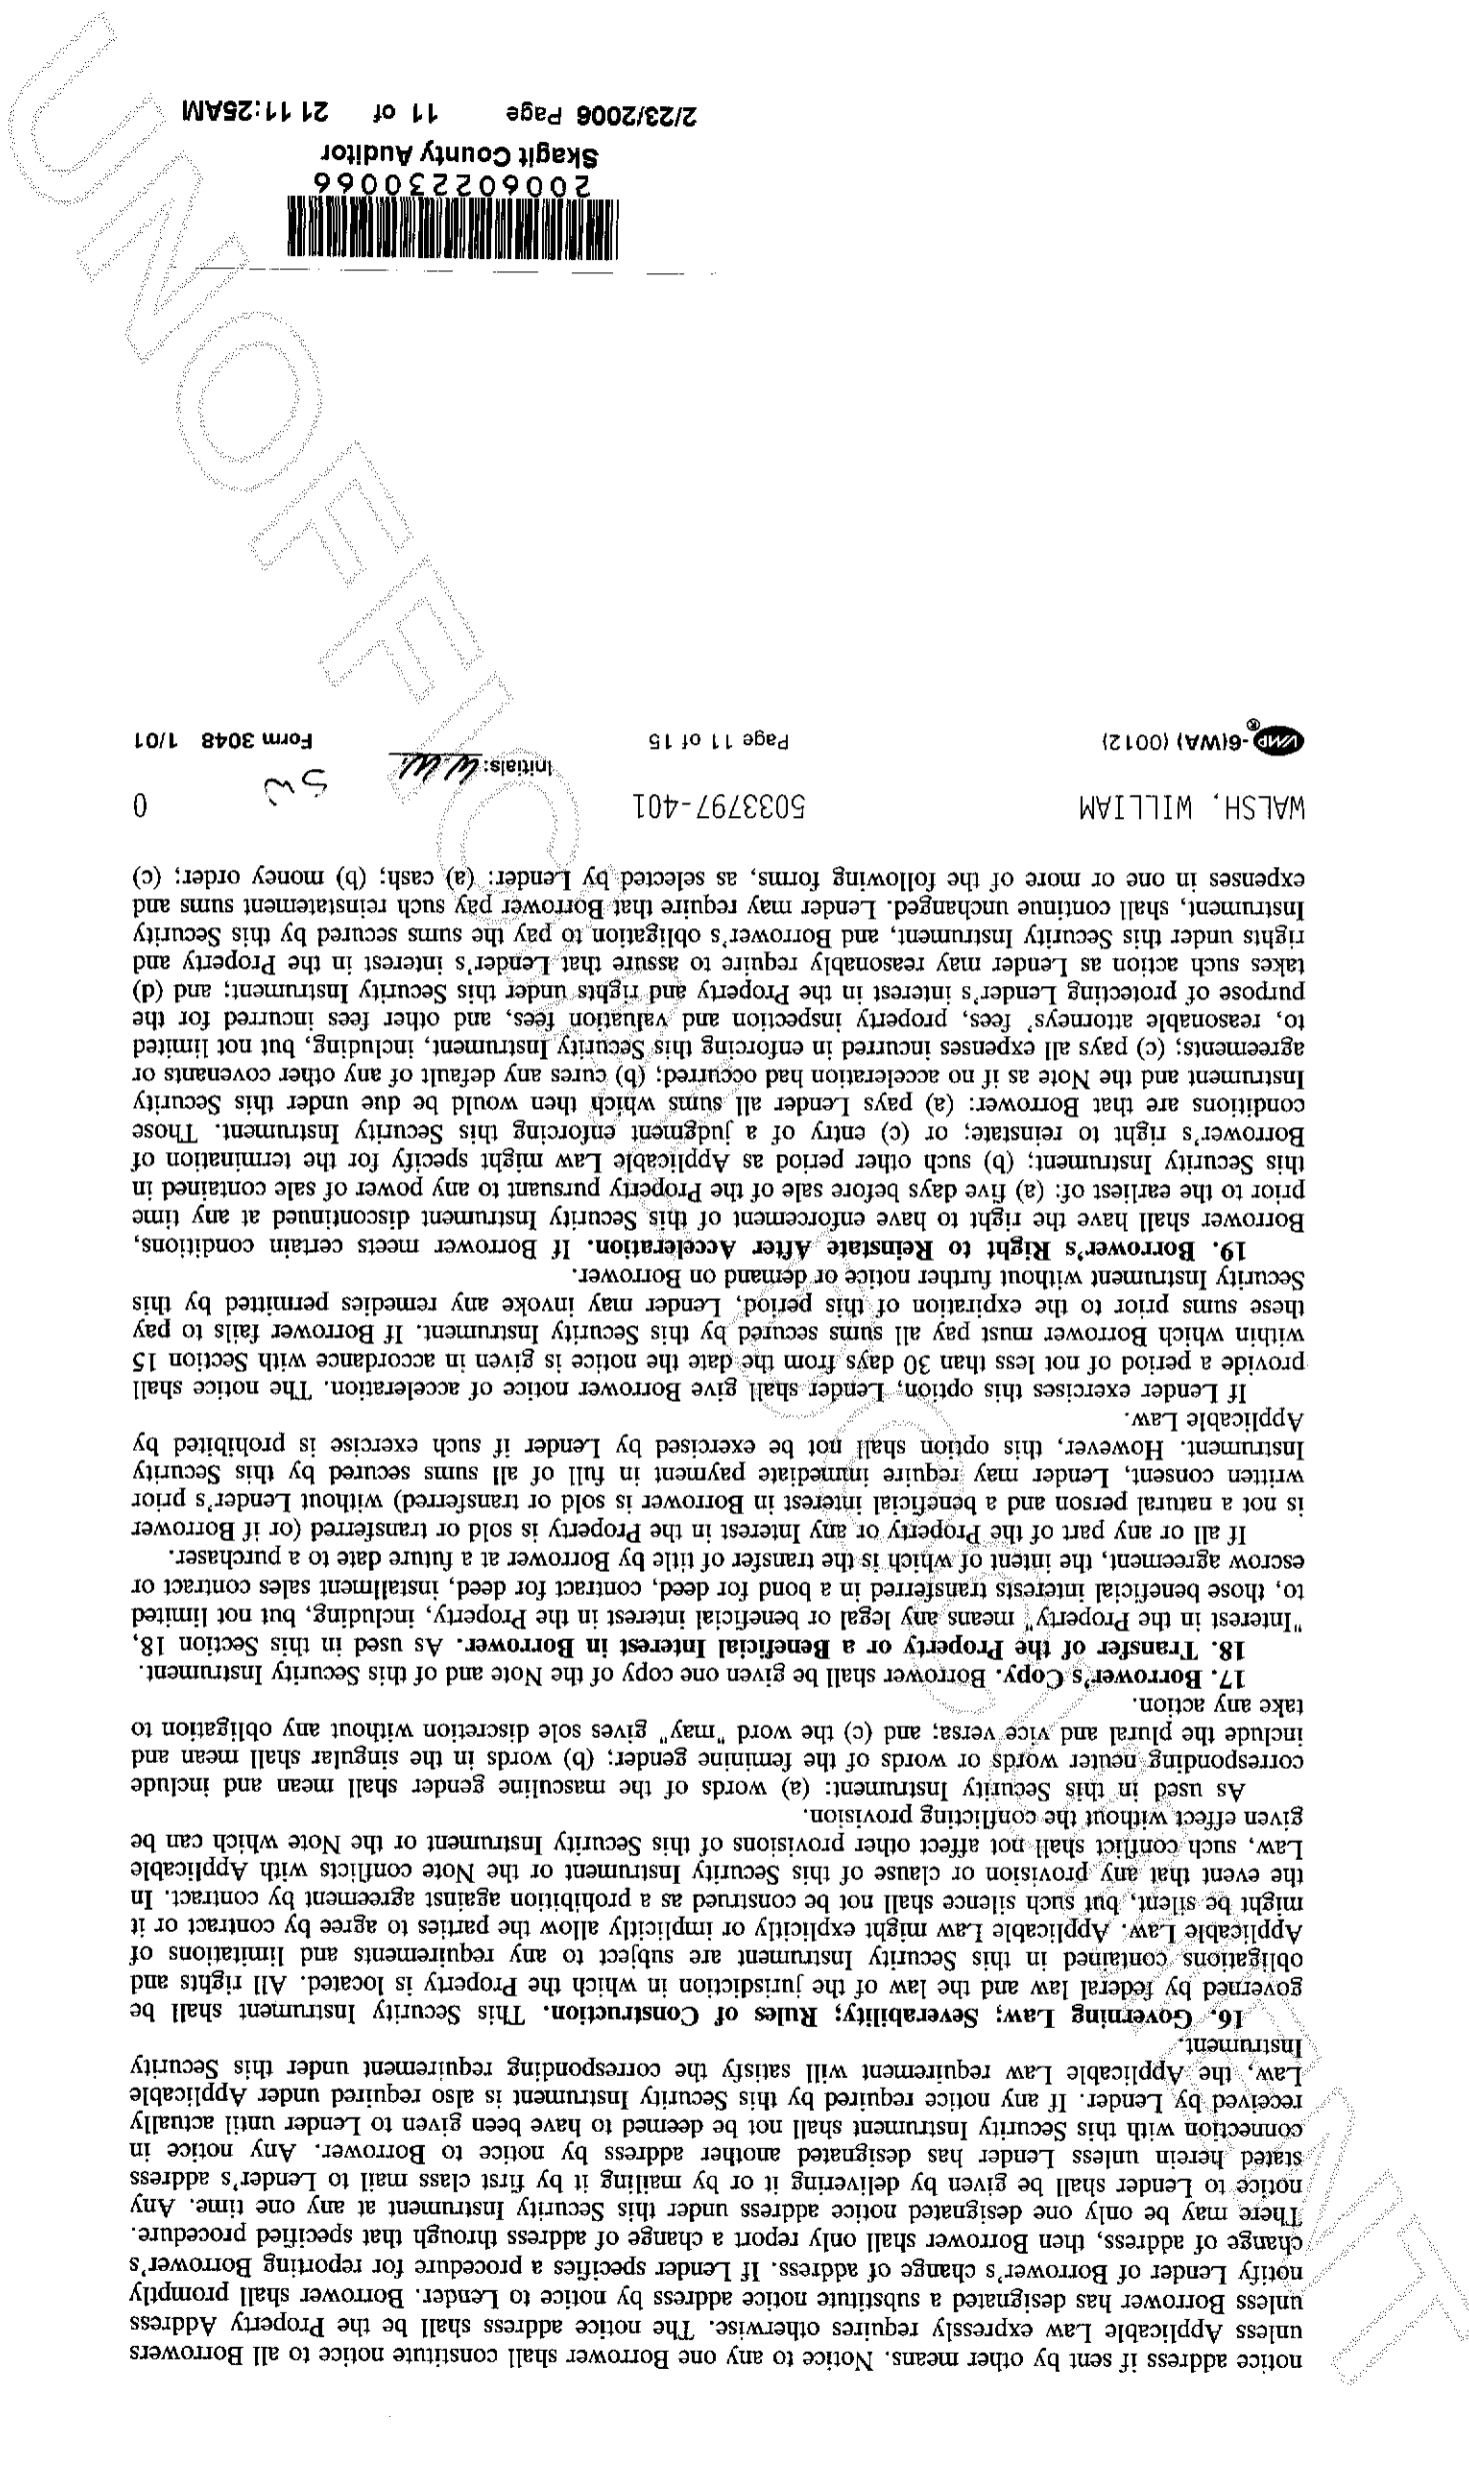 notice address if sent by other means. Notice to any one Borrower shall constitute notice to all Borrowers
unless Applicable Law expressly requires otherwise. The notice address shall be the Property Address
unless Borrower has designated a substitute notice address by notice to Lender. Borrower shall promptly
notify Lender of Borrower's change of address. If Lender specifies a procedure for reporting Borrower's
change of address, then Borrower shall only report a change of address through that specified procedure.
There may be only one designated notice address under this Security Instrument at any one time. Any
notice to Lender shall be given by delivering it or by mailing it by first class mail to Lender's address
stated herein unless Lender has designated another address by notice to Borrower. Any notice in
connection with this Security Instrument shall not be deemed to have been given to Lender until actually
received by Lender. If any notice required by this Security Instrument is also required under Applicable
Law, the Applicable Law requirement will satisfy the corresponding requirement under this Security
Instrument.
16. Governing Law; Severability; Rules of Construction. This Security Instrument shall be
governed by federal law and the law of the jurisdiction in which the Property is located. All rights and
obligations contained in this Security Instrument are subject to any requirements and limitations of
Applicable Law. Applicable Law might explicitly or implicitly allow the parties to agree by contract or it
might be silent, but such silence shall not be construed as a prohibition against agreement by contract. In
the event that any provision or clause of this Security Instrument or the Note conflicts with Applicable
Law, such conflict shall not affect other provisions of this Security Instrument or the Note which can be
given effect without the conflicting provision.
As used in this Security Instrument: (a) words of the masculine gender shall mean and include
corresponding neuter words or words of the feminine gender; (b) words in the singular shall mean and
include the plural and vice versa; and (c) the word "may" gives sole discretion without any obligation to
take any action.
17. Borrower's Copy. Borrower shall be given one copy of the Note and of this Security Instrument.
18. Transfer of the Property or a Beneficial Interest in Borrower. As used in this Section 18,
"Interest in the Property" means any legal or beneficial interest in the Property, including, but not limited
to, those beneficial interests transferred in a bond for deed, contract for deed, installment sales contract or
escrow agreement, the intent of which is the transfer of title by Borrower at a future date to a purchaser.
If all or any part of the Property or any Interest in the Property is sold or transferred (or if Borrower
is not a natural person and a beneficial interest in Borrower is sold or transferred) without Lender's prior
written consent, Lender may require immediate payment in full of all sums secured by this Security
Instrument. However, this option shall not be exercised by Lender if such exercise is prohibited by
Applicable Law.
If Lender exercises this option, Lender shall give Borrower notice of acceleration. The notice shall
provide a period of not less than 30 days from the date the notice is given in accordance with Section 15
within which Borrower must pay all sums secured by this Security Instrument. If Borrower fails to pay
these sums prior to the expiration of this period, Lender may invoke any remedies permitted by this
Security Instrument without further notice or demand on Borrower.
19. Borrower's Right to Reinstate After Acceleration. If Borrower meets certain conditions,
Borrower shall have the right to have enforcement of this Security Instrument discontinued at any time
prior to the earliest of: (a) five days before sale of the Property pursuant to any power of sale contained in
this Security Instrument; (b) such other period as Applicable Law might specify for the termination of
Borrower's right to reinstate; or (c) entry of a judgment enforcing this Security Instrument. Those
conditions are that Borrower: (a) pays Lender all sums which then would be due under this Security
Instrument and the Note as if no acceleration had occurred; (b) cures any default of any other covenants or
agreements; (c) pays all expenses incurred in enforcing this Security Instrument, including, but not limited
to, reasonable attorneys' fees, property inspection and valuation fees, and other fees incurred for the
purpose of protecting Lender's interest in the Property and rights under this Security Instrument; and (d)
takes such action as Lender may reasonably require to assure that Lender's interest in the Property and
rights under this Security Instrument, and Borrower's obligation to pay the sums secured by this Security
Instrument, shall continue unchanged. Lender may require that Borrower pay such reinstatement sums and
expenses in one or more of the following forms, as selected by Lender: (a) cash; (b) money order; (c)
WALSH, WILLIAM 5033797-401 0
Initials: W.W. SW
VMP®-6(WA) (0012) Page 11 of 15 Form 3048 1/01
200602230066
Skagit County Auditor
2/23/2006 Page 11 of 21 11:25AM
UNOFFICIAL DOCUMENT